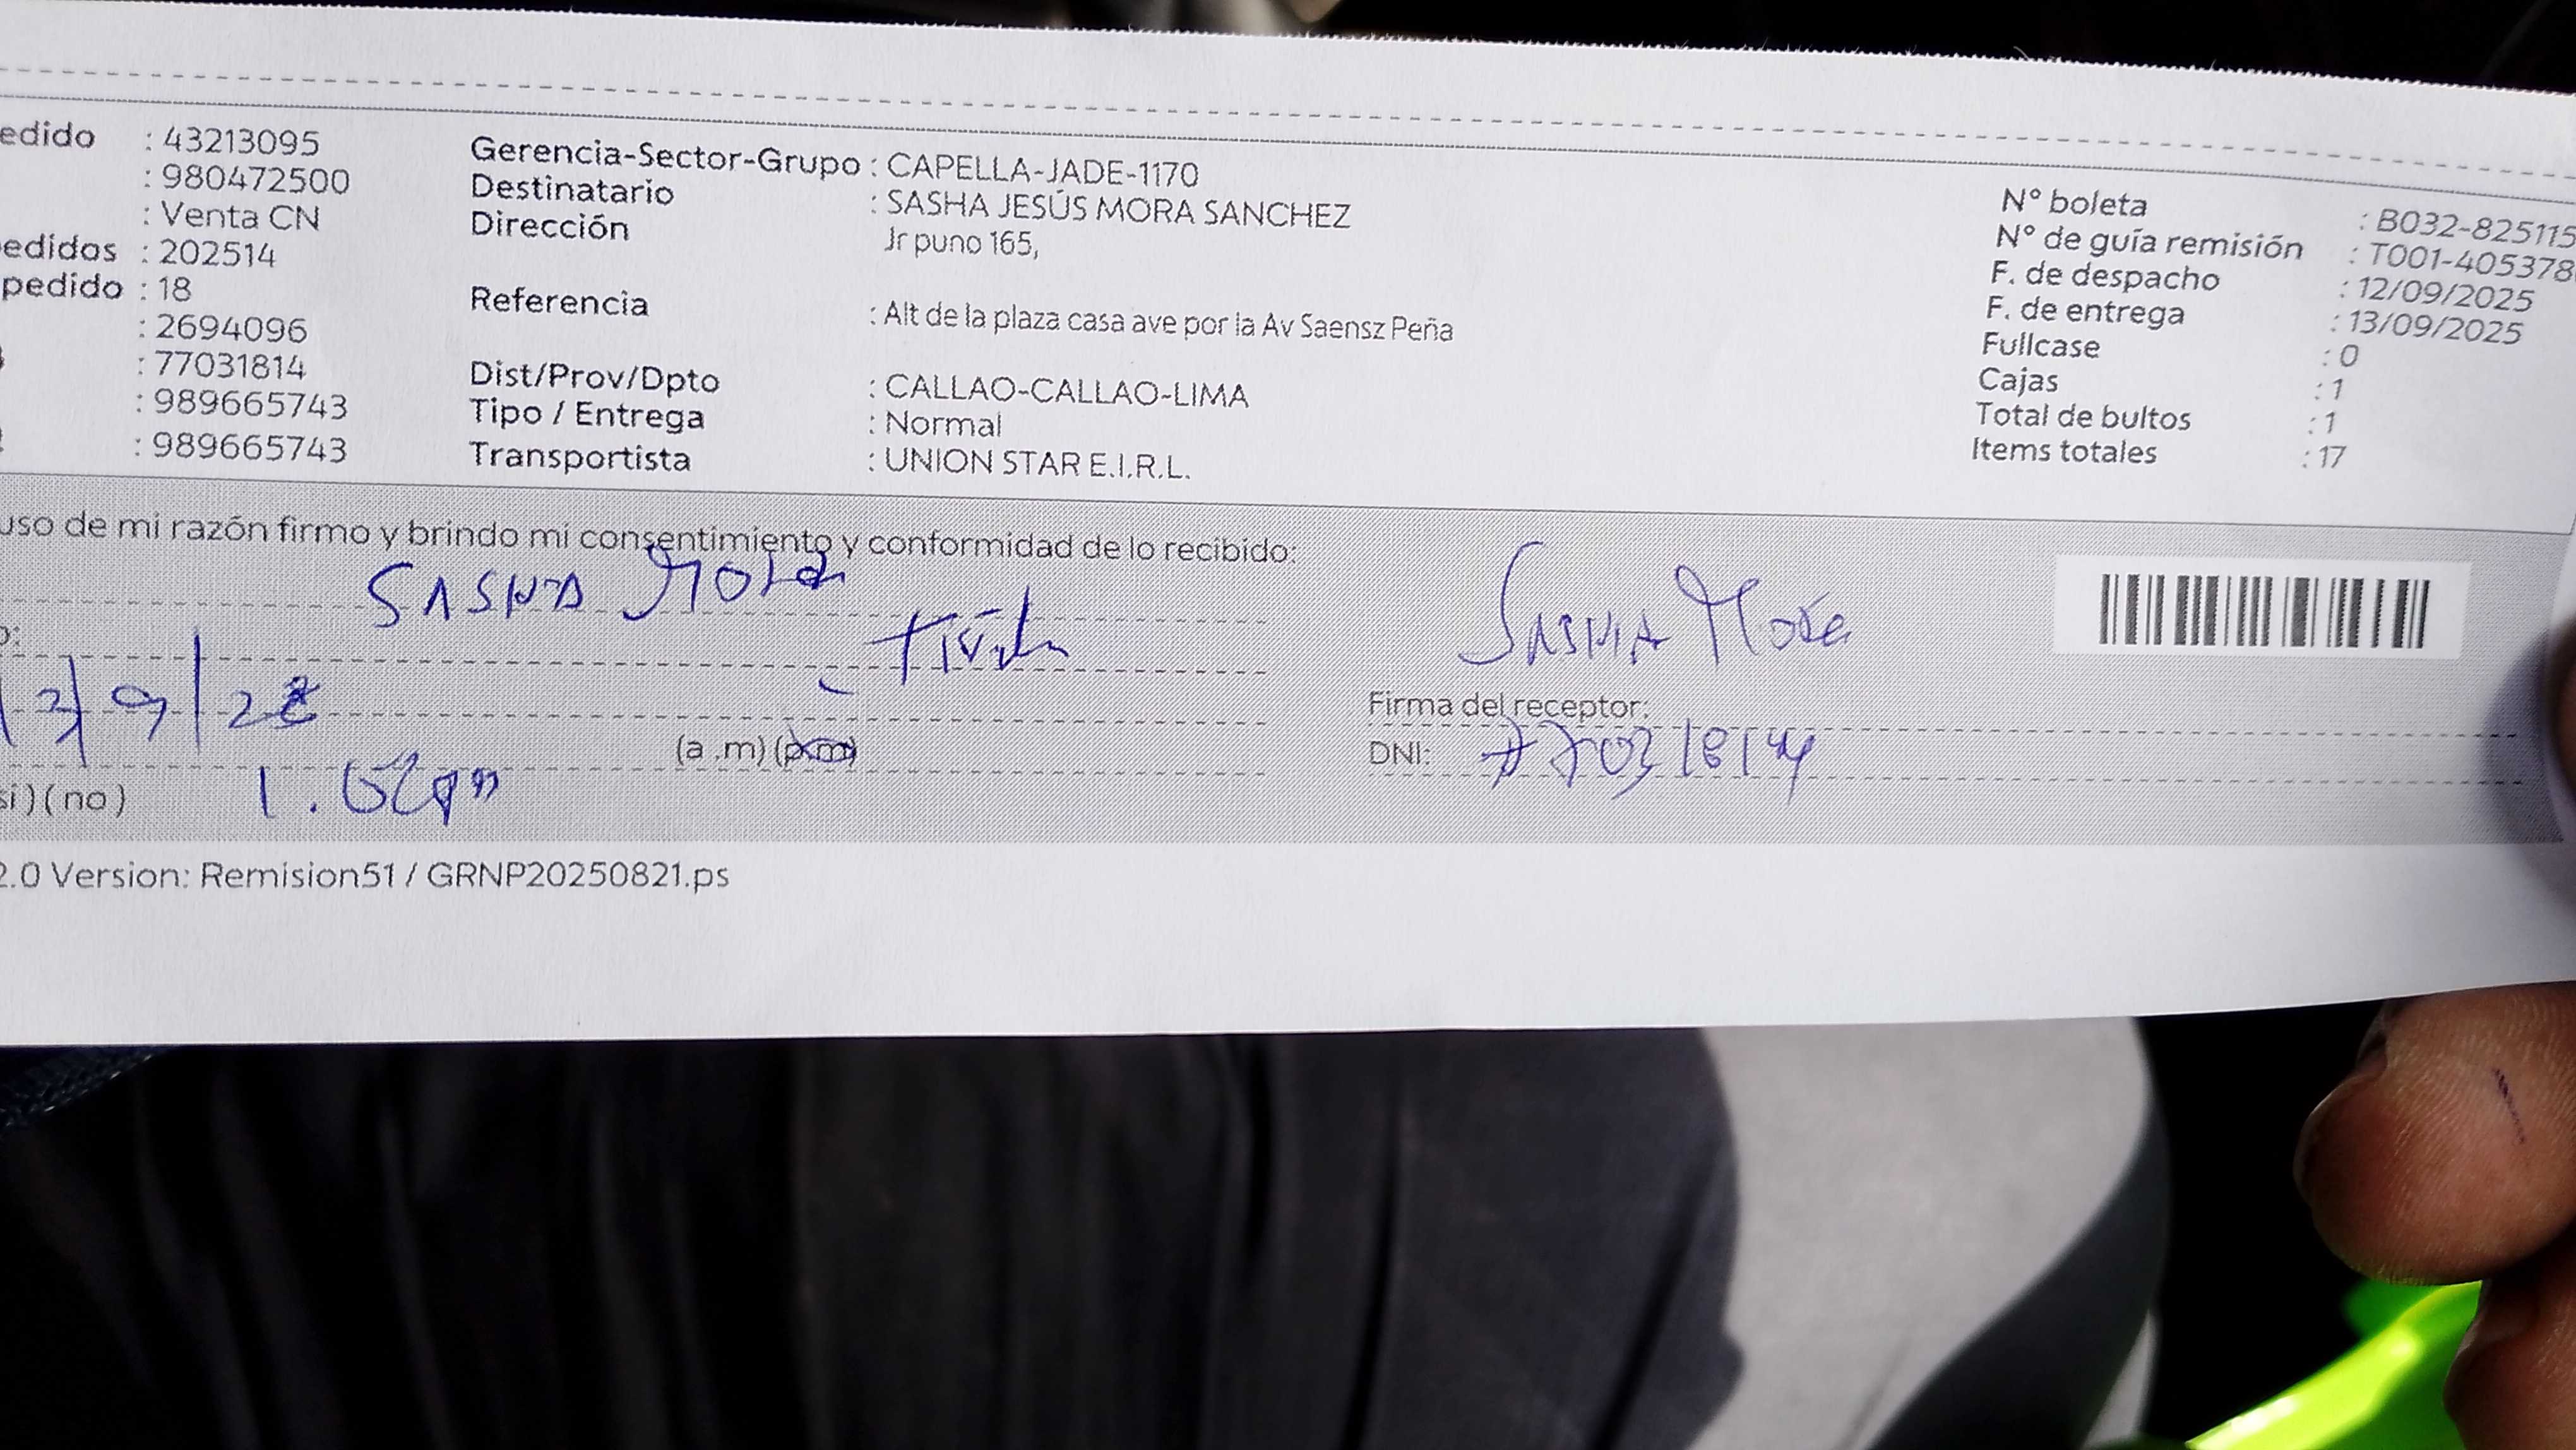 edido : 43213095
: 980472500
: Venta CN
edidos : 202514
pedido : 18
: 2694096
: 77031814
: 989665743
: 989665743
Gerencia-Sector-Grupo : CAPELLA-JADE-1170
Destinatario : SASHA JESÚS MORA SANCHEZ
Dirección Jr puno 165,
Referencia : Alt de la plaza casa ave por la Av Saensz Peña
Dist/Prov/Dpto : CALLAO-CALLAO-LIMA
Tipo / Entrega : Normal
Transportista : UNION STAR E.I.R.L.
N° boleta : B032-825115
N° de guía remisión : T001-405378
F. de despacho : 12/09/2025
F. de entrega : 13/09/2025
Fullcase : 0
Cajas : 1
Total de bultos : 1
Items totales : 17
uso de mi razón firmo y brindo mi consentimiento y conformidad de lo recibido:
SASHA Mora
o:
(a .m) (p.m)
si ) ( no )
SASHIA Mora
Firma del receptor:
DNI: 77031814
2.0 Version: Remision51 / GRNP20250821.ps